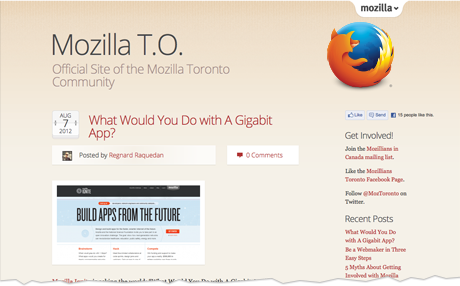 mozilla
Mozilla T.O.
Official Site of the Mozilla Toronto
Community
AUG
7
2012
What Would You Do with A Gigabit
App?
Posted by Regnard Raquedan
0 Comments
Like
Send
15 people like this.
Get Involved!
Join the Mozillians in
Canada mailing list.
Like the Mozillians
Toronto Facebook Page.
Follow @MozToronto on
Twitter.
Recent Posts
What Would You Do
with A Gigabit App?
Be a Webmaker in Three
Easy Steps
5 Myths About Getting
Involved with Mozilla
mozilla
BUILD APPS FROM THE FUTURE